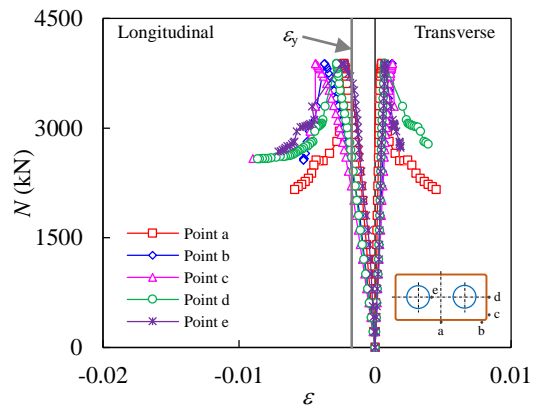 4500
3000
1500
0
N (kN)
Longitudinal
εy
Transverse
Point a
Point b
Point c
Point d
Point e
e
d
c
a
b
-0.02
-0.01
0
0.01
ε